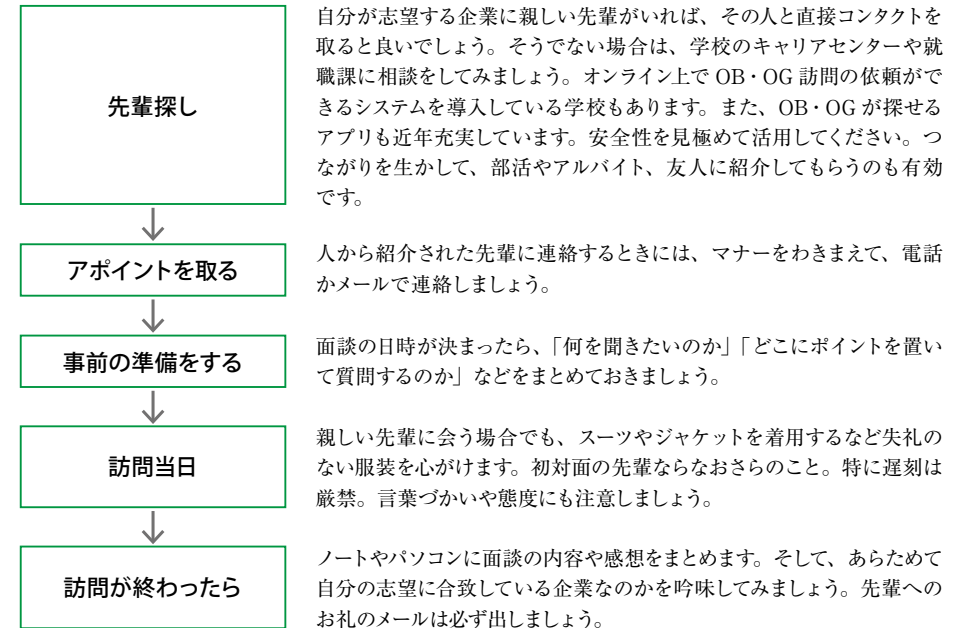 先輩探し
自分が志望する企業に親しい先輩がいれば、その人と直接コンタクトを
取ると良いでしょう。そうでない場合は、学校のキャリアセンターや就
職課に相談をしてみましょう。オンライン上で OB・OG 訪問の依頼がで
きるシステムを導入している学校もあります。また、OB・OG が探せる
アプリも近年充実しています。安全性を見極めて活用してください。つ
ながりを生かして、部活やアルバイト、友人に紹介してもらうのも有効
です。
アポイントを取る
人から紹介された先輩に連絡するときには、マナーをわきまえて、電話
かメールで連絡しましょう。
事前の準備をする
面談の日時が決まったら、「何を聞きたいのか」「どこにポイントを置い
て質問するのか」などをまとめておきましょう。
訪問当日
親しい先輩に会う場合でも、スーツやジャケットを着用するなど失礼の
ない服装を心がけます。初対面の先輩ならなおさらのこと。特に遅刻は
厳禁。言葉づかいや態度にも注意しましょう。
訪問が終わったら
ノートやパソコンに面談の内容や感想をまとめます。そして、あらためて
自分の志望に合致している企業なのかを吟味してみましょう。先輩への
お礼のメールは必ず出しましょう。